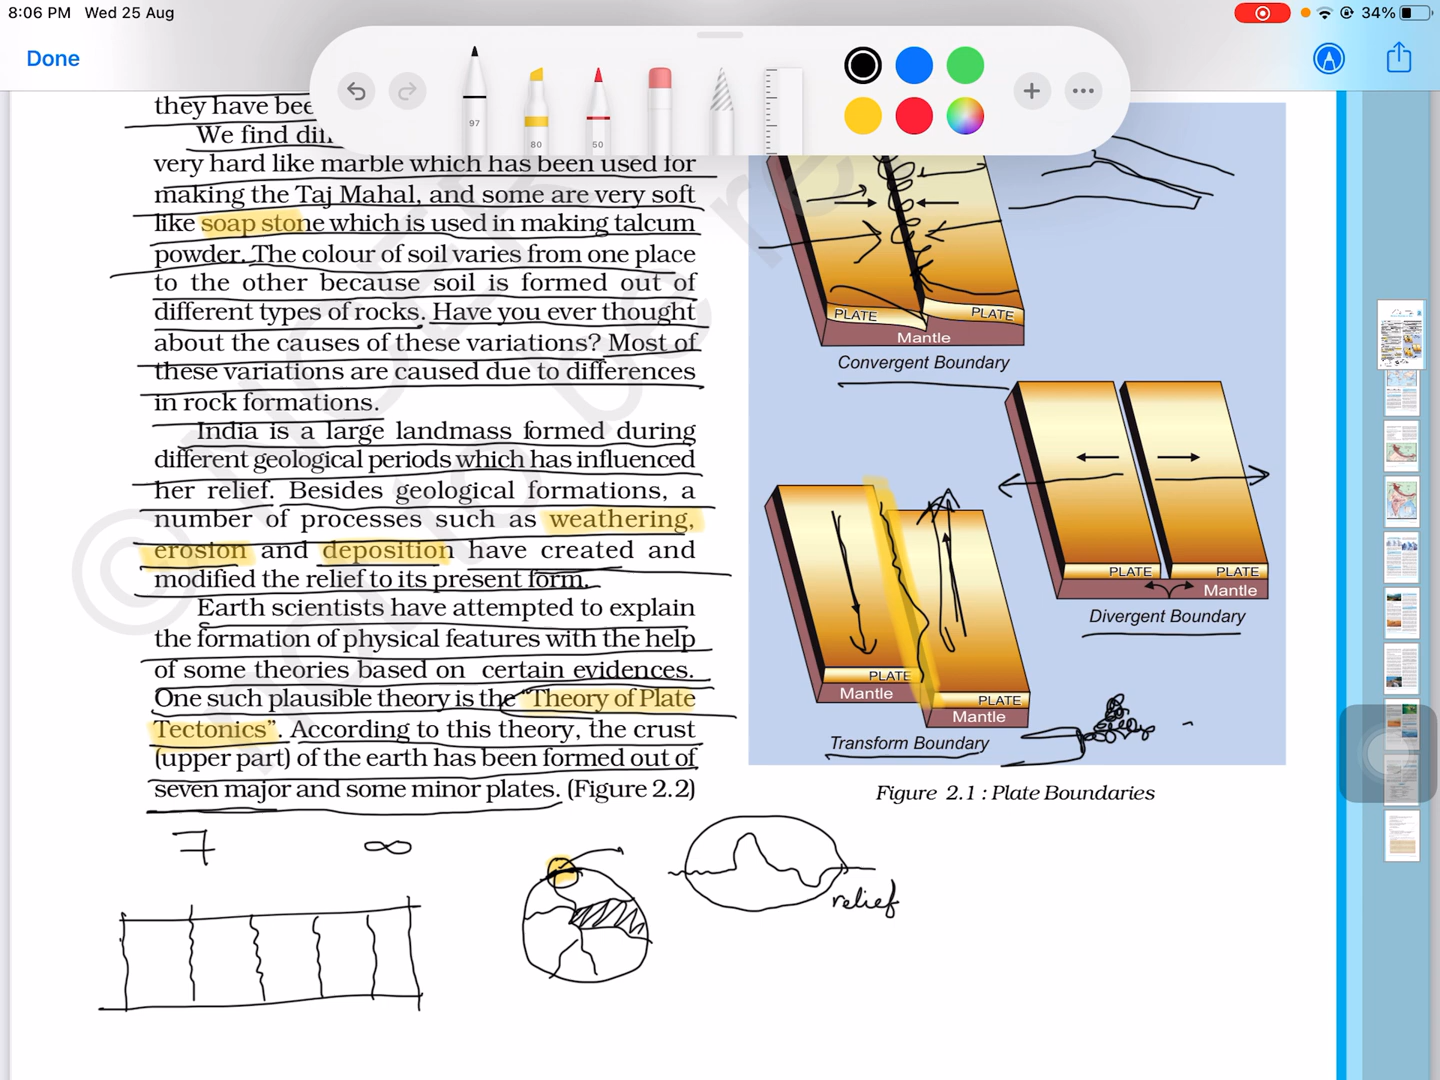 8:06 PM Wed 25 Aug
34%
Done
97
80
50
they have bee
We find diff
very hard like marble which has been used for
making the Taj Mahal, and some are very soft
like soap stone which is used in making talcum
powder. The colour of soil varies from one place
to the other because soil is formed out of
different types of rocks. Have you ever thought
about the causes of these variations? Most of
these variations are caused due to differences
in rock formations.
India is a large landmass formed during
different geological periods which has influenced
her relief. Besides geological formations, a
number of processes such as weathering,
erosion and deposition have created and
modified the relief to its present form.
Earth scientists have attempted to explain
the formation of physical features with the help
of some theories based on certain evidences.
One such plausible theory is the “Theory of Plate
Tectonics”. According to this theory, the crust
(upper part) of the earth has been formed out of
seven major and some minor plates. (Figure 2.2)
7 ∞
relief
PLATE PLATE
Mantle
Convergent Boundary
PLATE PLATE
Mantle
Divergent Boundary
PLATE
Mantle
PLATE
Mantle
Transform Boundary
Figure 2.1 : Plate Boundaries